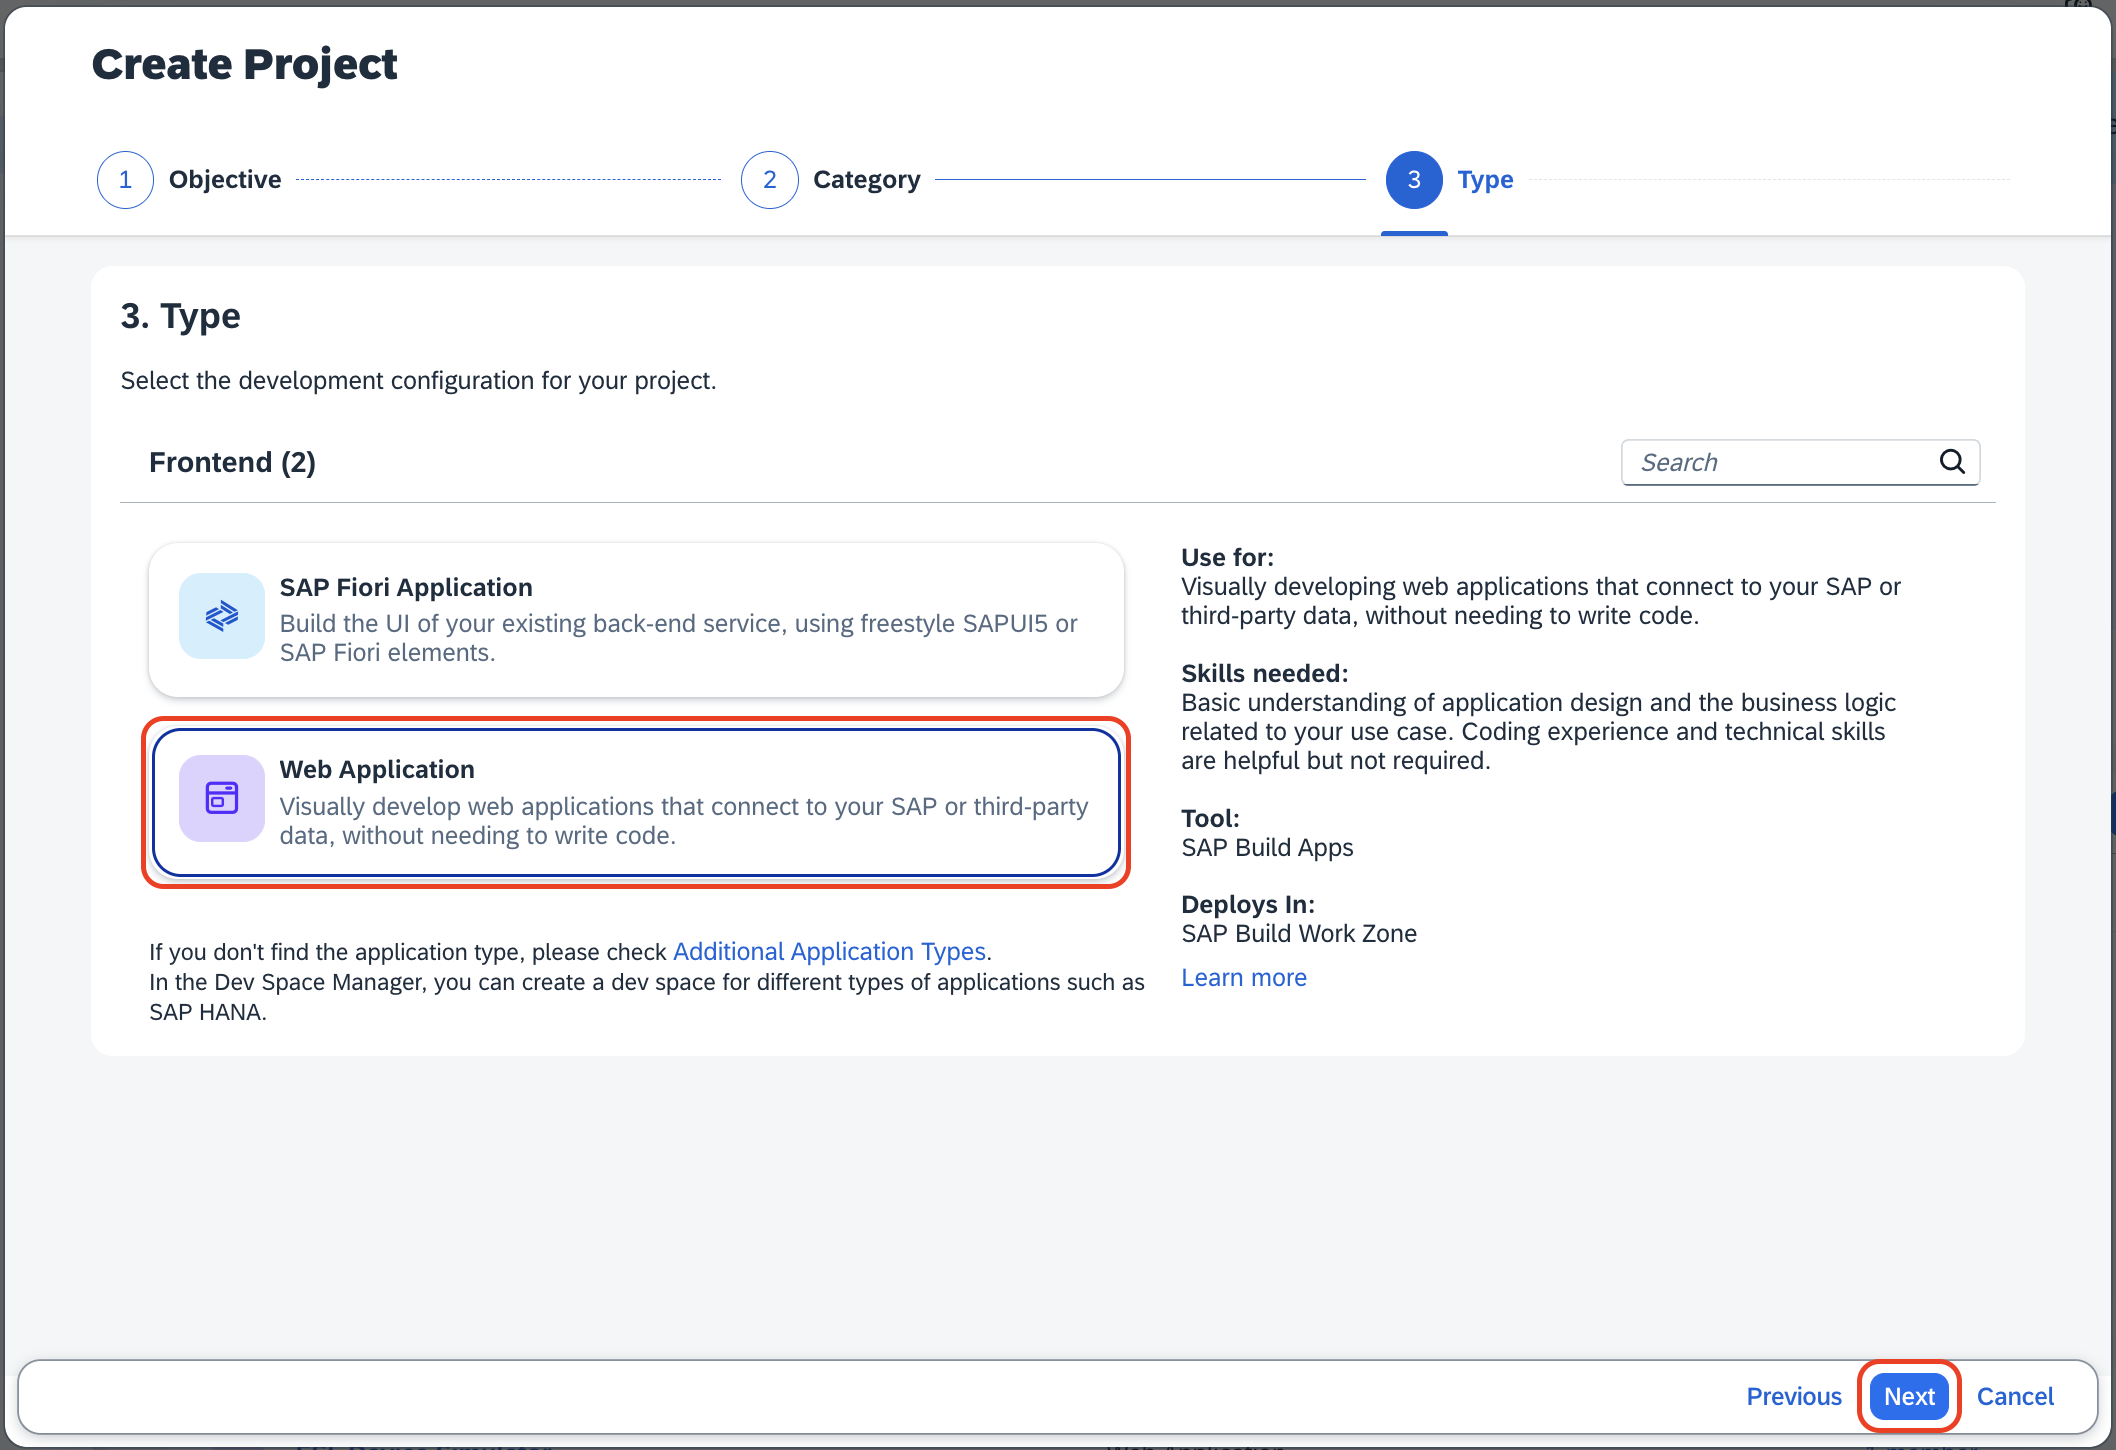 Create Project
1 Objective
2 Category
3 Type
3. Type
Select the development configuration for your project.
Frontend (2)
Search
SAP Fiori Application
Build the UI of your existing back-end service, using freestyle SAPUI5 or
SAP Fiori elements.
Web Application
Visually develop web applications that connect to your SAP or third-party
data, without needing to write code.
If you don't find the application type, please check Additional Application Types.
In the Dev Space Manager, you can create a dev space for different types of applications such as
SAP HANA.
Use for:
Visually developing web applications that connect to your SAP or
third-party data, without needing to write code.
Skills needed:
Basic understanding of application design and the business logic
related to your use case. Coding experience and technical skills
are helpful but not required.
Tool:
SAP Build Apps
Deploys In:
SAP Build Work Zone
Learn more
Previous
Next
Cancel